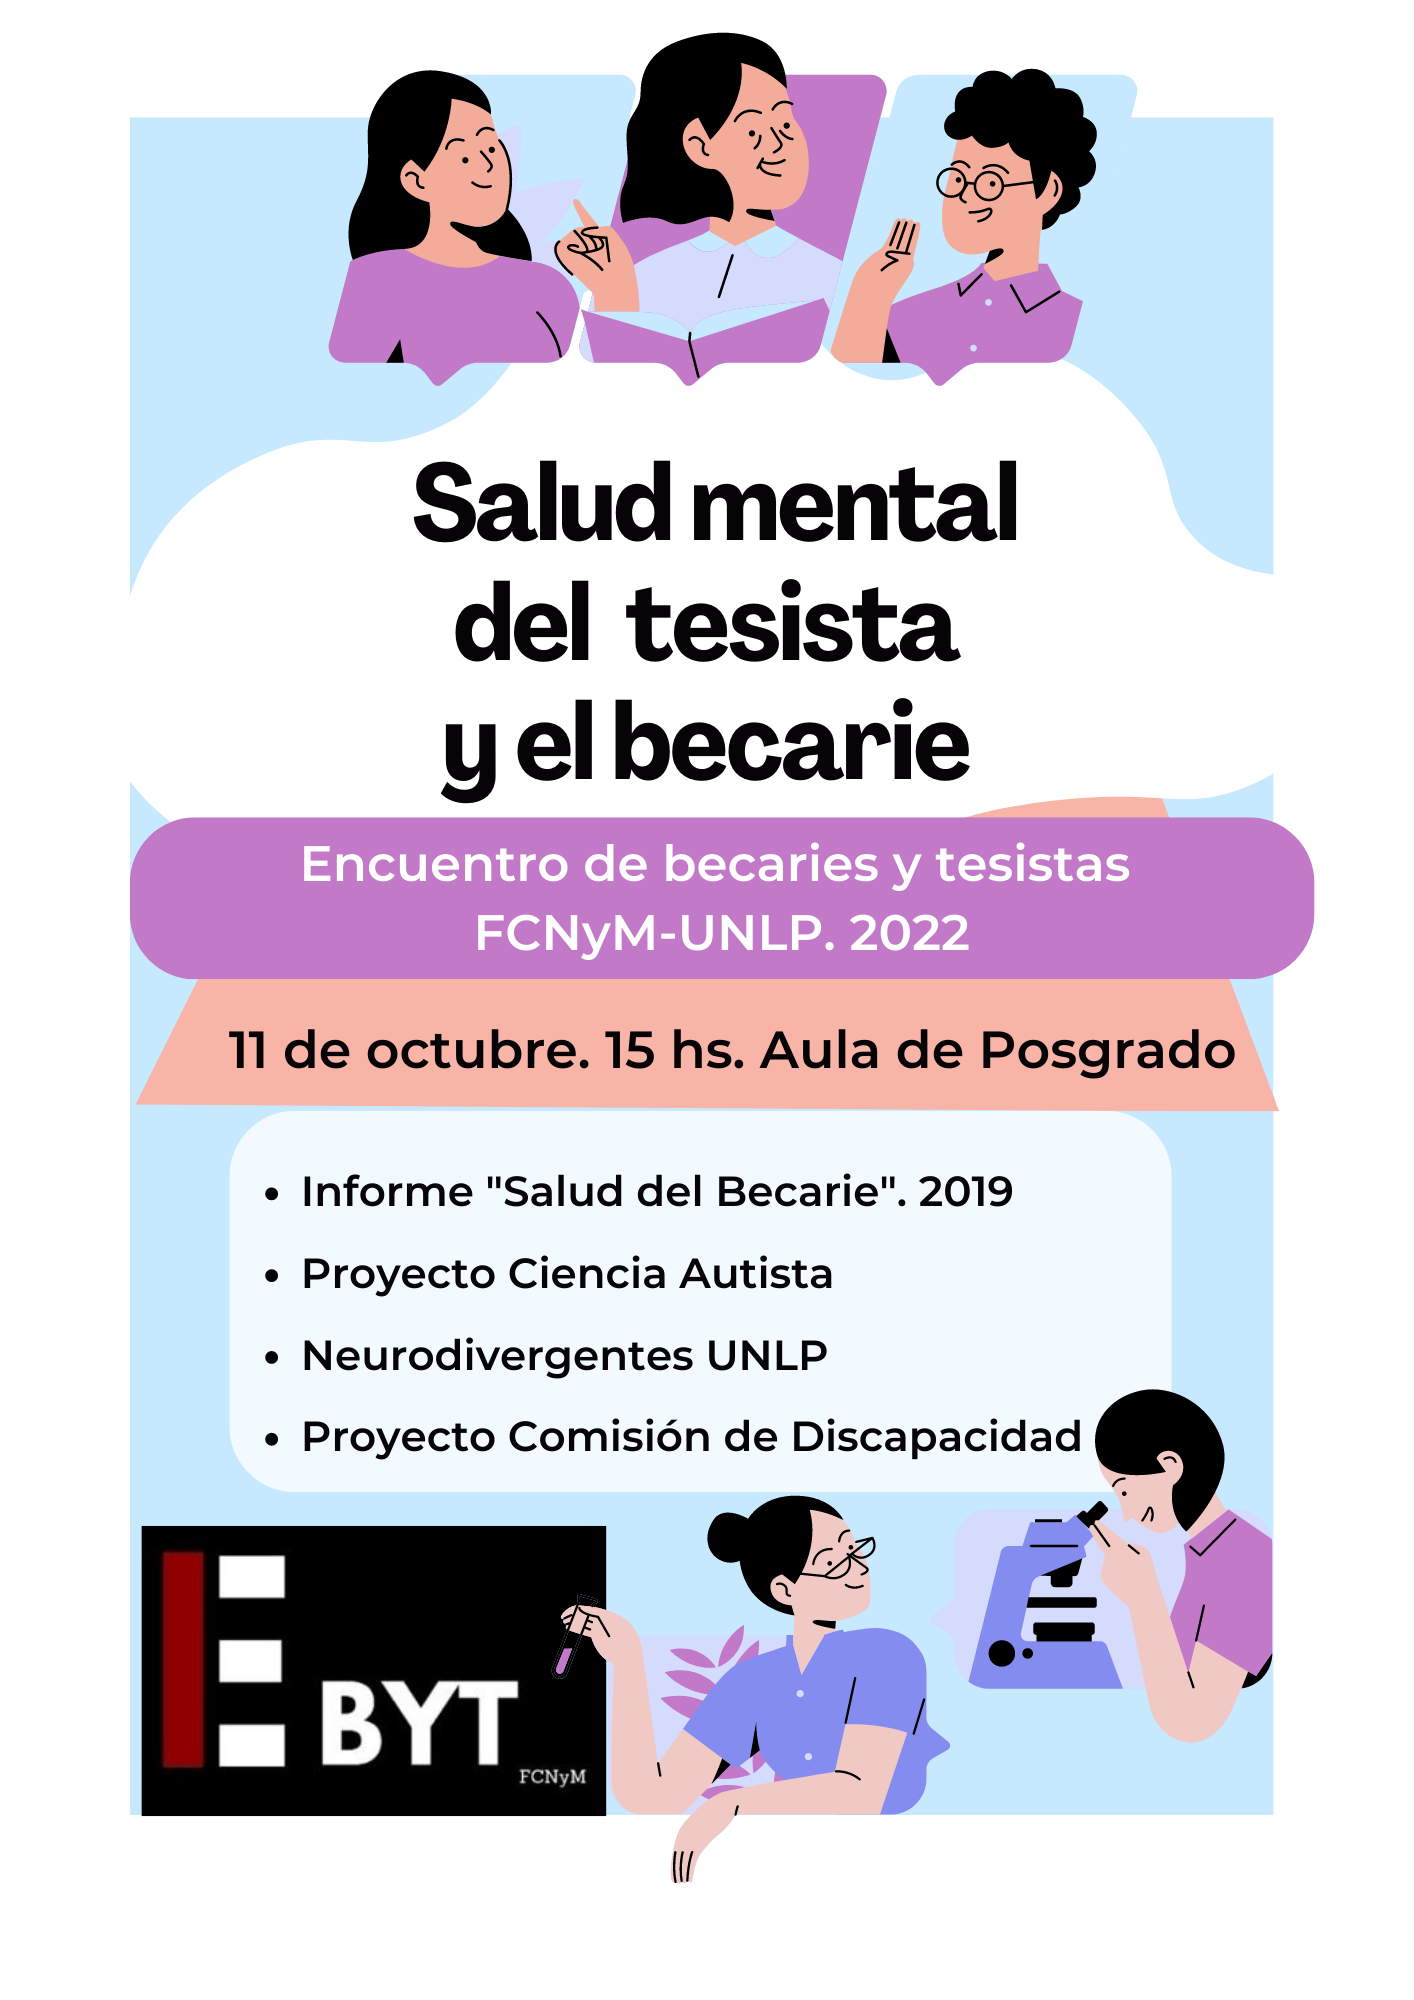 Salud mental
del tesista
y el becarie
Encuentro de becaries y tesistas
FCNyM-UNLP. 2022
11 de octubre. 15 hs. Aula de Posgrado
• Informe "Salud del Becarie". 2019
• Proyecto Ciencia Autista
• Neurodivergentes UNLP
• Proyecto Comisión de Discapacidad
E BYT
FCNyM